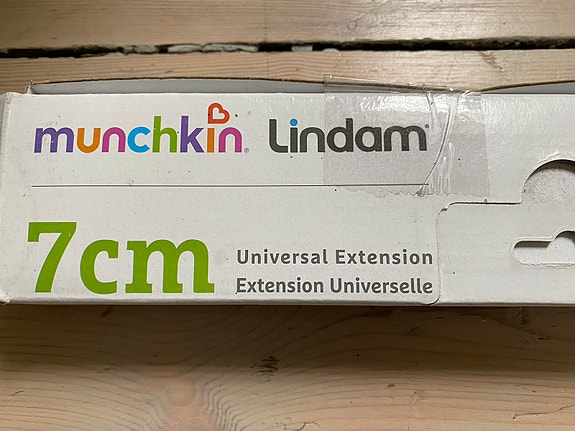 munchkin® Lindam®
7cm
Universal Extension
Extension Universelle